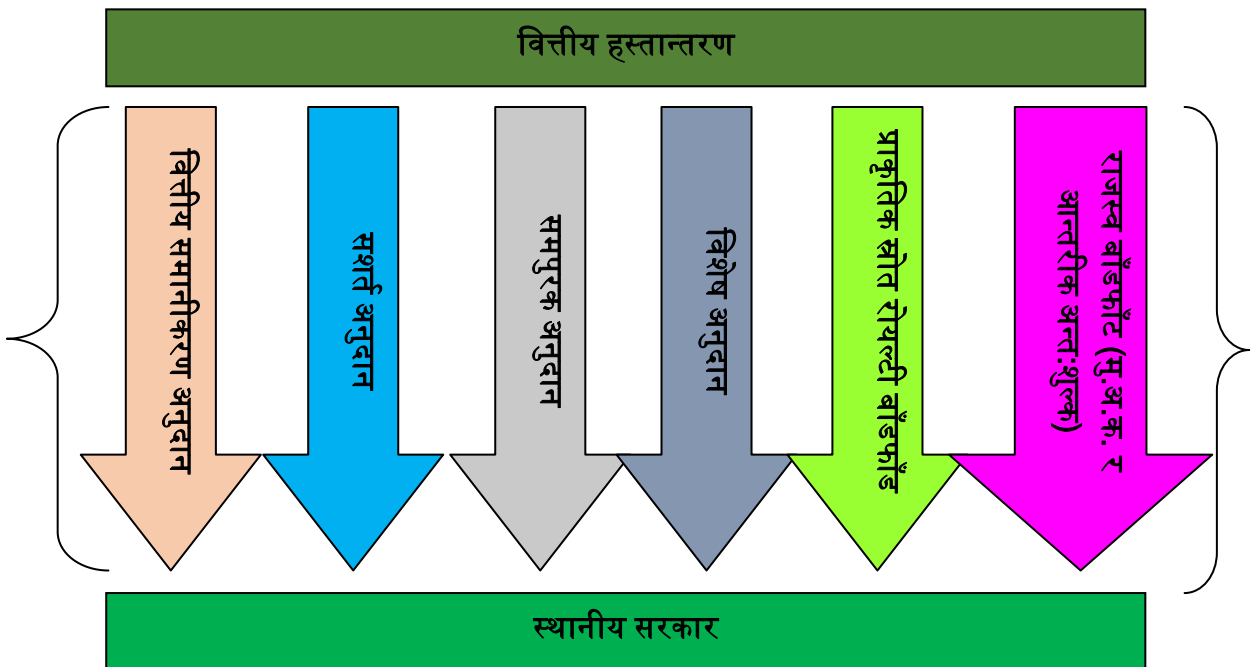 वित्तीय हस्तान्तरण
वित्तीय समानीकरण अनुदान
सशर्त अनुदान
समपुरक अनुदान
विशेष अनुदान
प्राकृतिक स्रोत रोयल्टी बाँडफाँड
राजस्व बाँडफाँट (मु.अ.क. र
आन्तरीक अन्त:शुल्क)
स्थानीय सरकार